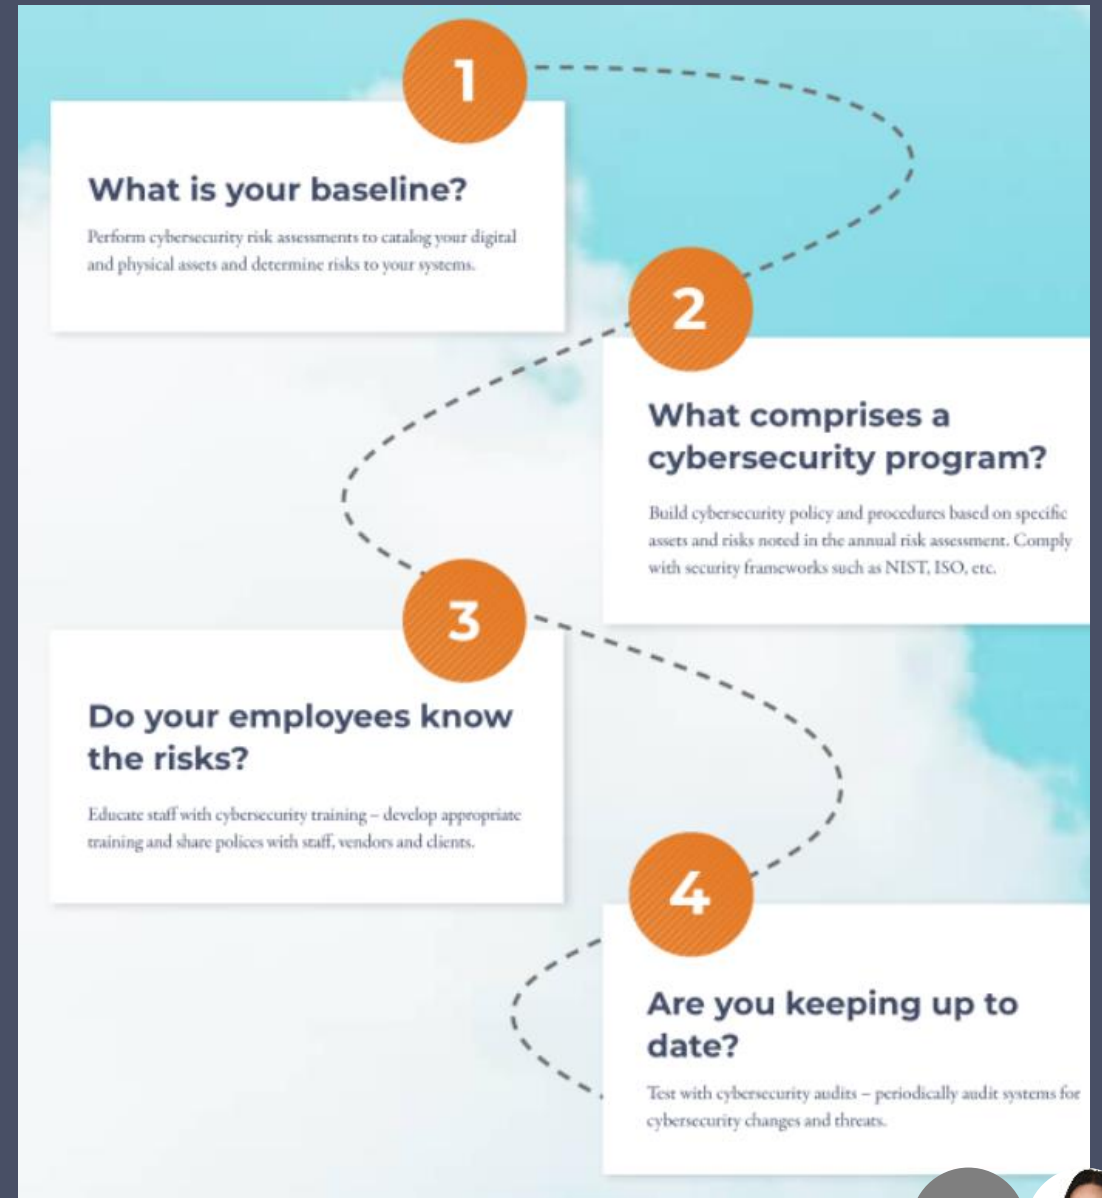 1
What is your baseline?
Perform cybersecurity risk assessments to catalog your digital
and physical assets and determine risks to your systems.
2
What comprises a
cybersecurity program?
Build cybersecurity policy and procedures based on specific
assets and risks noted in the annual risk assessment. Comply
with security frameworks such as NIST, ISO, etc.
3
Do your employees know
the risks?
Educate staff with cybersecurity training – develop appropriate
training and share polices with staff, vendors and clients.
4
Are you keeping up to
date?
Test with cybersecurity audits – periodically audit systems for
cybersecurity changes and threats.